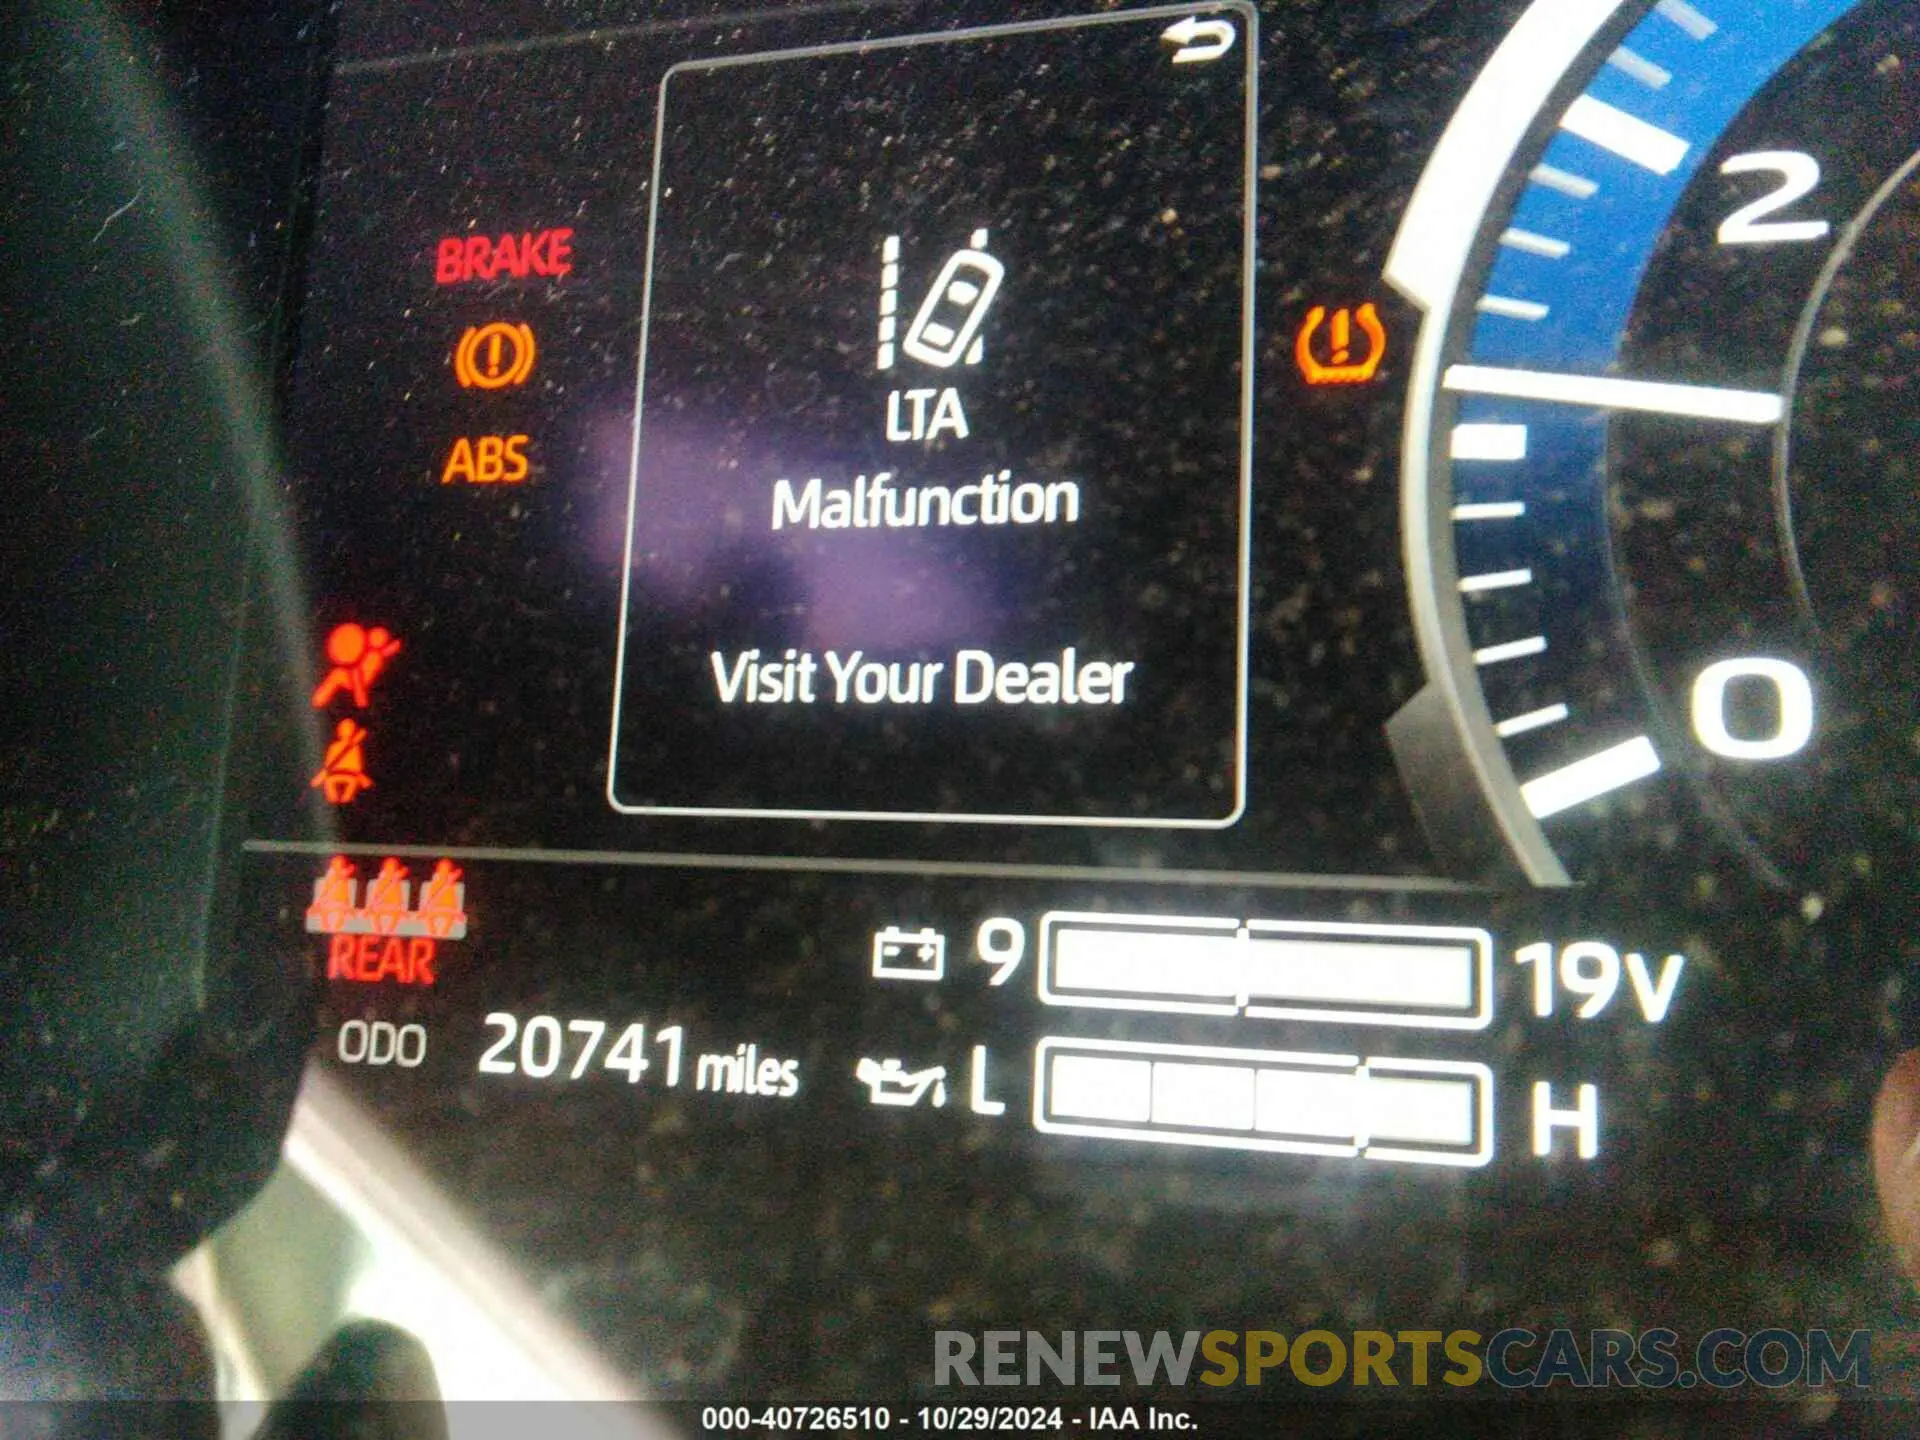 BRAKE
ABS
LTA
Malfunction
Visit Your Dealer
2
0
REAR
9 19V
ODO 20741 miles
L H
RENEWSPORTSCARS.COM
000-40726510 - 10/29/2024 - IAA Inc.